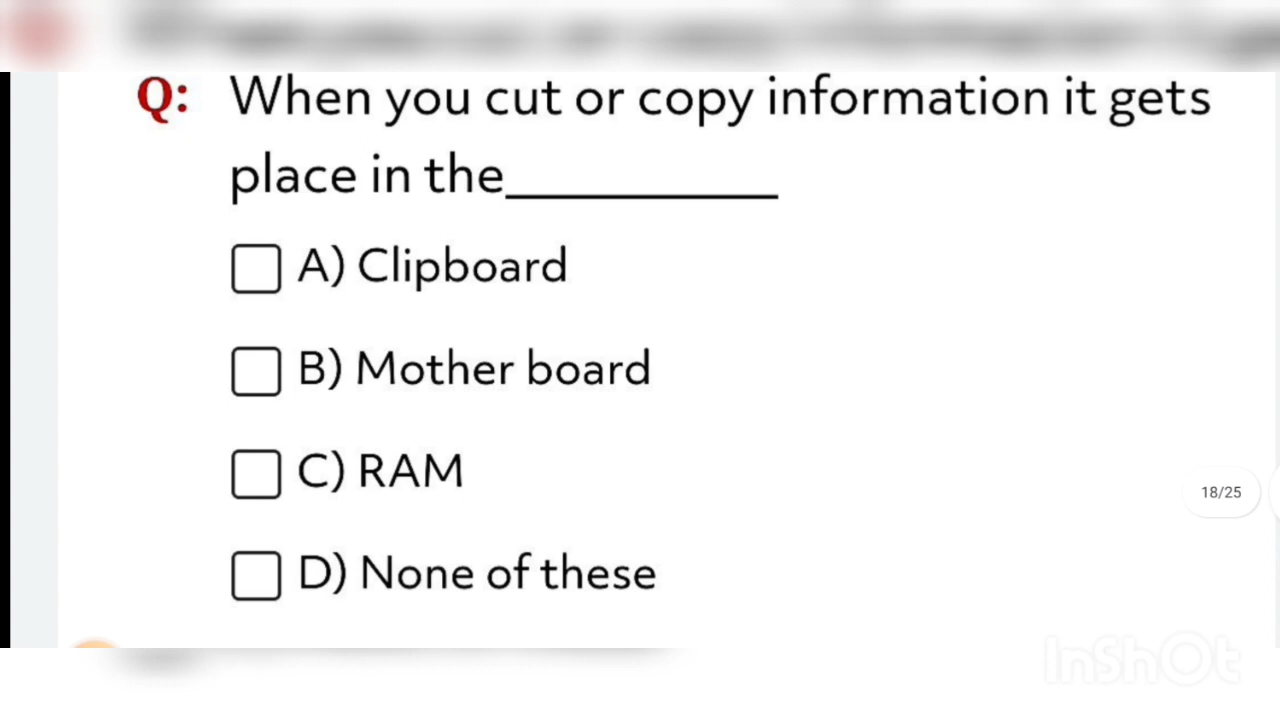 Q: When you cut or copy information it gets
place in the__________
A) Clipboard
B) Mother board
C) RAM
18/25
D) None of these
InShOt